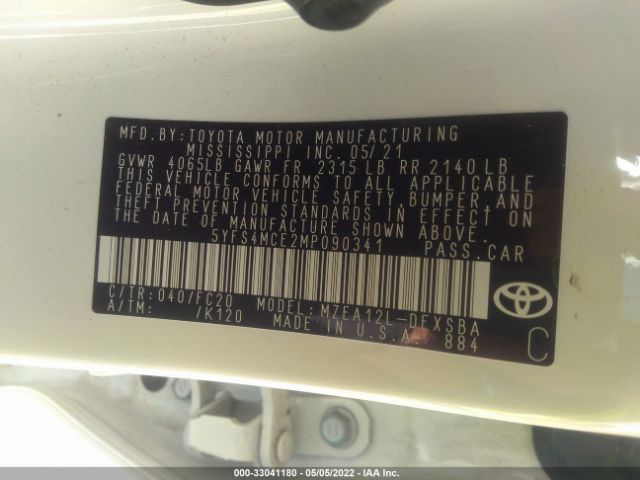 MFD.BY:TOYOTA MOTOR MANUFACTURING
MISSISSIPPI INC. 05/21
GVWR 4065LB GAWR FR 2315 LB RR 2140 LB
THIS VEHICLE CONFORMS TO ALL APPLICABLE
FEDERAL MOTOR VEHICLE SAFETY, BUMPER, AND
THEFT PREVENTION STANDARDS IN EFFECT ON
THE DATE OF MANUFACTURE SHOWN ABOVE.
5YFS4MCE2MP090341 PASS.CAR
C/TR: 040/FC20 MODEL: MZEA12L-DEXSBA
A/TM: /K120 MADE IN U.S.A. 884
C
000-33041180 - 05/05/2022 - IAA Inc.